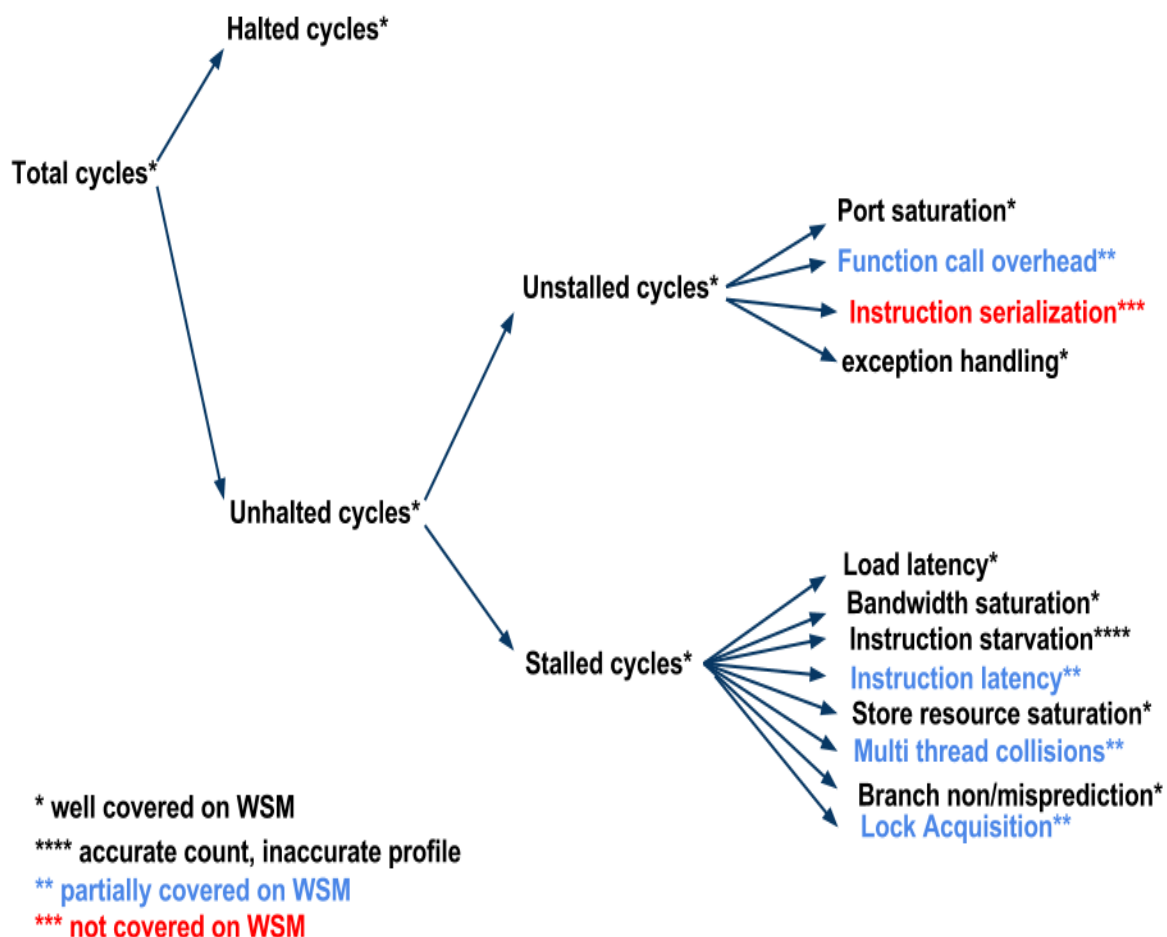 Halted cycles*
Total cycles*
Port saturation*
Function call overhead**
Unstalled cycles*
Instruction serialization***
exception handling*
Unhalted cycles*
Load latency*
Bandwidth saturation*
Instruction starvation****
Stalled cycles*
Instruction latency**
Store resource saturation*
Multi thread collisions**
Branch non/misprediction*
Lock Acquisition**
* well covered on WSM
**** accurate count, inaccurate profile
** partially covered on WSM
*** not covered on WSM